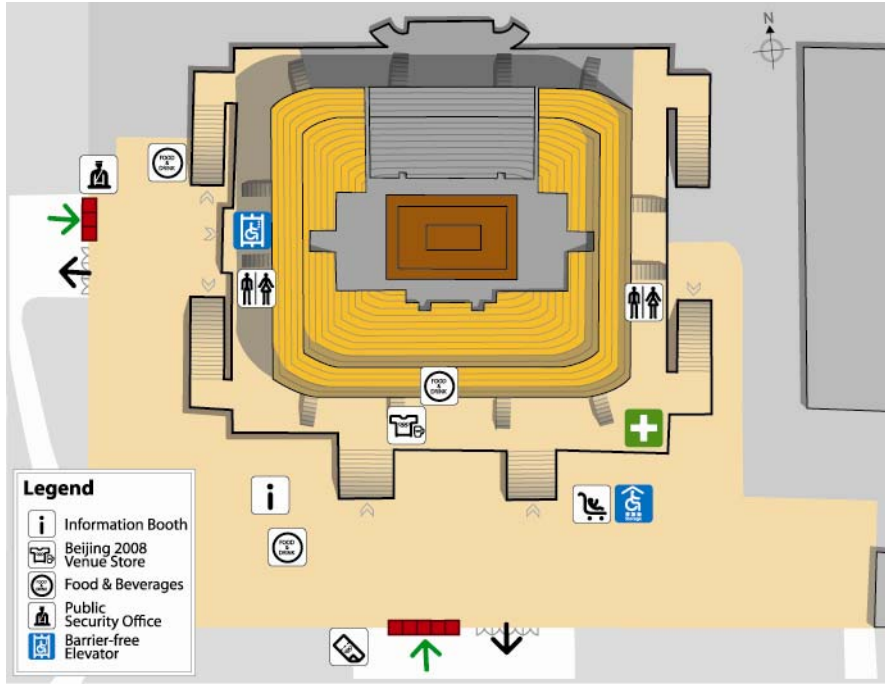 N
FOOD
&
DRINK
FOOD
&
DRINK
FOOD
&
DRINK
Legend
Information Booth
Beijing 2008
Venue Store
Food & Beverages
Public
Security Office
Barrier-free
Elevator